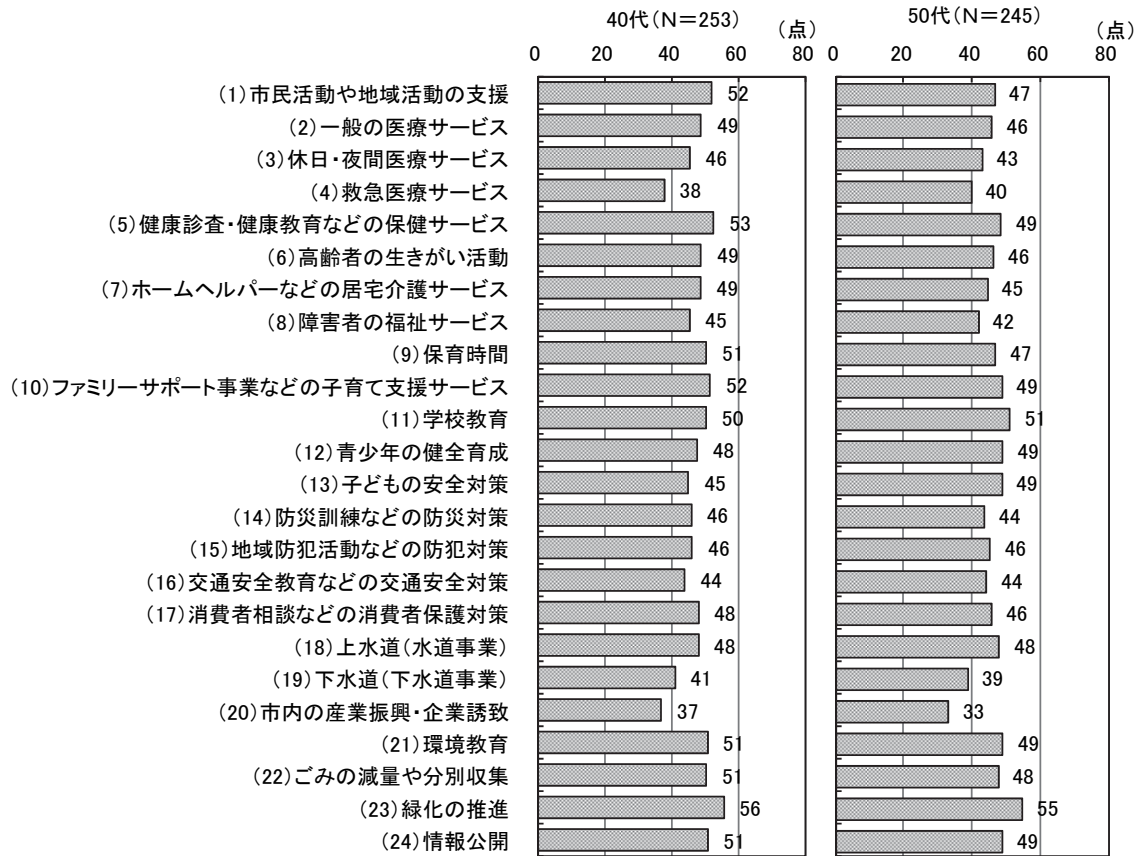 40代(N=253) (点) 50代(N=245) (点)
0 20 40 60 80 0 20 40 60 80
(1)市民活動や地域活動の支援 52 47
(2)一般の医療サービス 49 46
(3)休日・夜間医療サービス 46 43
(4)救急医療サービス 38 40
(5)健康診査・健康教育などの保健サービス 53 49
(6)高齢者の生きがい活動 49 46
(7)ホームヘルパーなどの居宅介護サービス 49 45
(8)障害者の福祉サービス 45 42
(9)保育時間 51 47
(10)ファミリーサポート事業などの子育て支援サービス 52 49
(11)学校教育 50 51
(12)青少年の健全育成 48 49
(13)子どもの安全対策 45 49
(14)防災訓練などの防災対策 46 44
(15)地域防犯活動などの防犯対策 46 46
(16)交通安全教育などの交通安全対策 44 44
(17)消費者相談などの消費者保護対策 48 46
(18)上水道(水道事業) 48 48
(19)下水道(下水道事業) 41 39
(20)市内の産業振興・企業誘致 37 33
(21)環境教育 51 49
(22)ごみの減量や分別収集 51 48
(23)緑化の推進 56 55
(24)情報公開 51 49